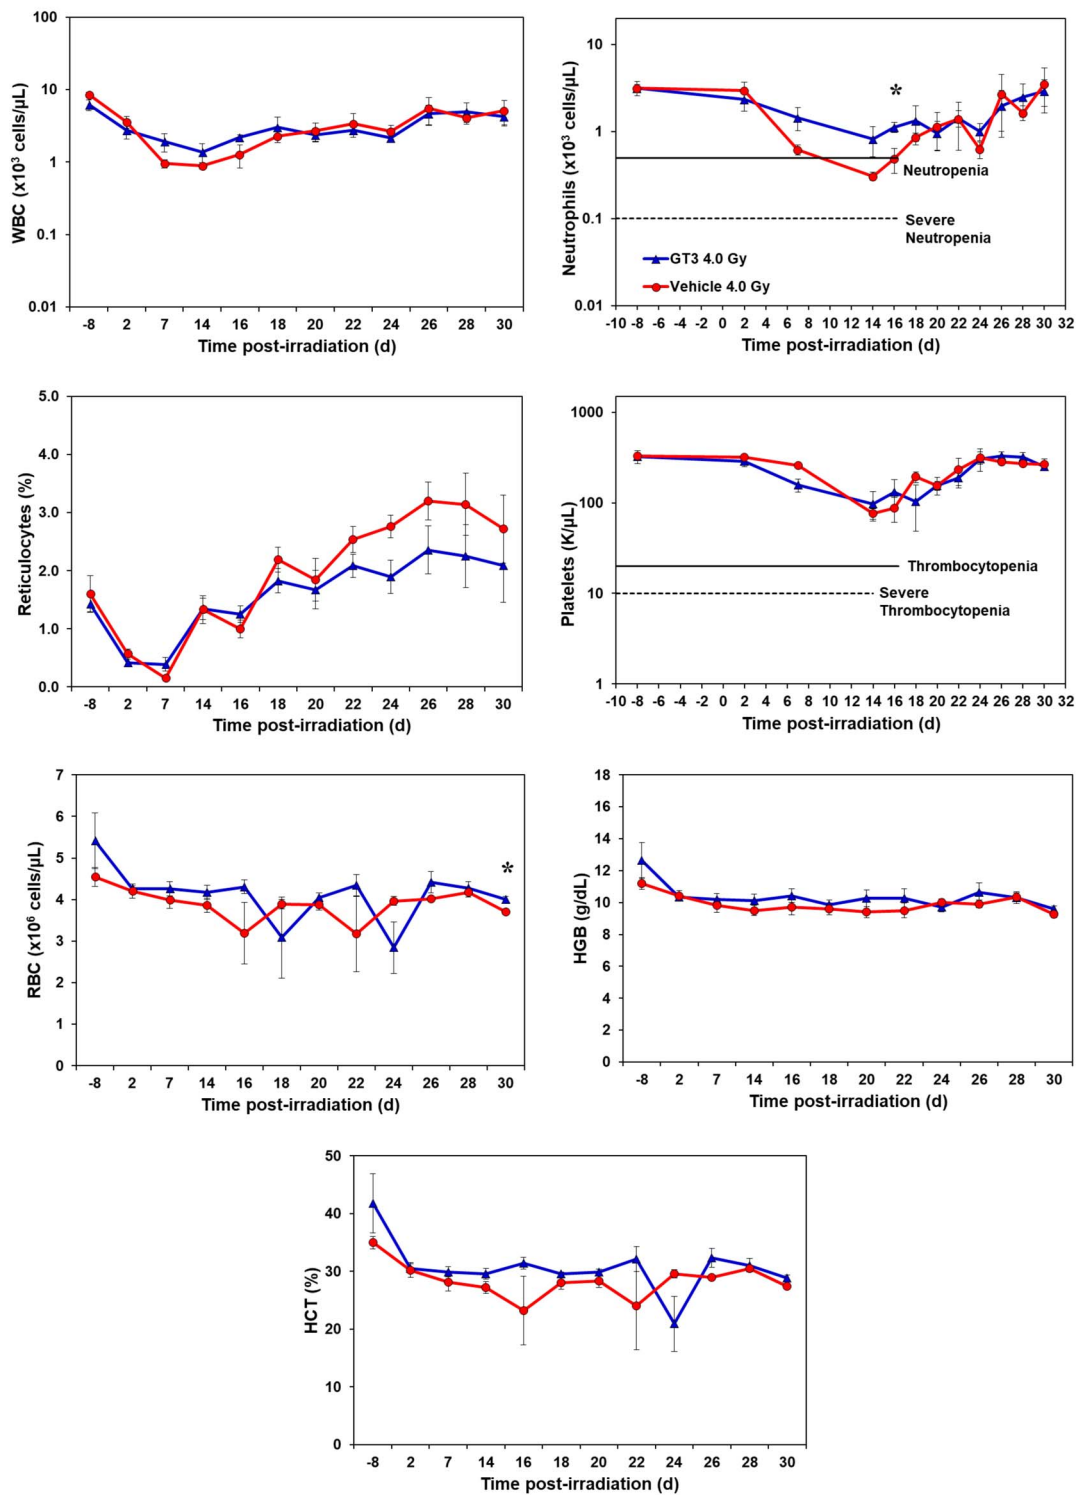 WBC (x10³ cells/µL)
100
10
1
0.1
0.01
-8 2 7 14 16 18 20 22 24 26 28 30
Time post-irradiation (d)
Neutrophils (x10³ cells/µL)
10
1
0.1
0.01
*
Neutropenia
Severe
Neutropenia
GT3 4.0 Gy
Vehicle 4.0 Gy
-10 -8 -6 -4 -2 0 2 4 6 8 10 12 14 16 18 20 22 24 26 28 30 32
Time post-irradiation (d)
Reticulocytes (%)
5.0
4.0
3.0
2.0
1.0
0.0
-8 2 7 14 16 18 20 22 24 26 28 30
Time post-irradiation (d)
Platelets (K/µL)
1000
100
10
1
Thrombocytopenia
Severe
Thrombocytopenia
-10 -8 -6 -4 -2 0 2 4 6 8 10 12 14 16 18 20 22 24 26 28 30 32
Time post-irradiation (d)
RBC (x10⁶ cells/µL)
7
6
5
4
3
2
1
0
*
-8 2 7 14 16 18 20 22 24 26 28 30
Time post-irradiation (d)
HGB (g/dL)
18
16
14
12
10
8
6
4
2
0
-8 2 7 14 16 18 20 22 24 26 28 30
Time post-irradiation (d)
HCT (%)
50
40
30
20
10
0
-8 2 7 14 16 18 20 22 24 26 28 30
Time post-irradiation (d)